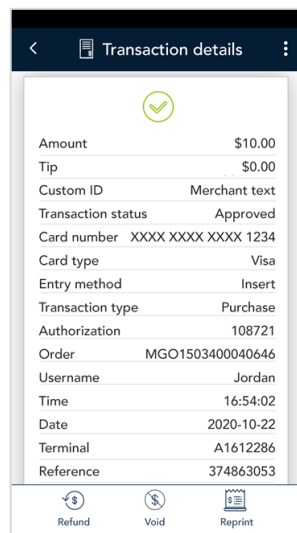 Transaction details
Amount $10.00
Tip $0.00
Custom ID Merchant text
Transaction status Approved
Card number XXXX XXXX XXXX 1234
Card type Visa
Entry method Insert
Transaction type Purchase
Authorization 108721
Order MGO1503400040646
Username Jordan
Time 16:54:02
Date 2020-10-22
Terminal A1612286
Reference 374863053
Refund Void Reprint